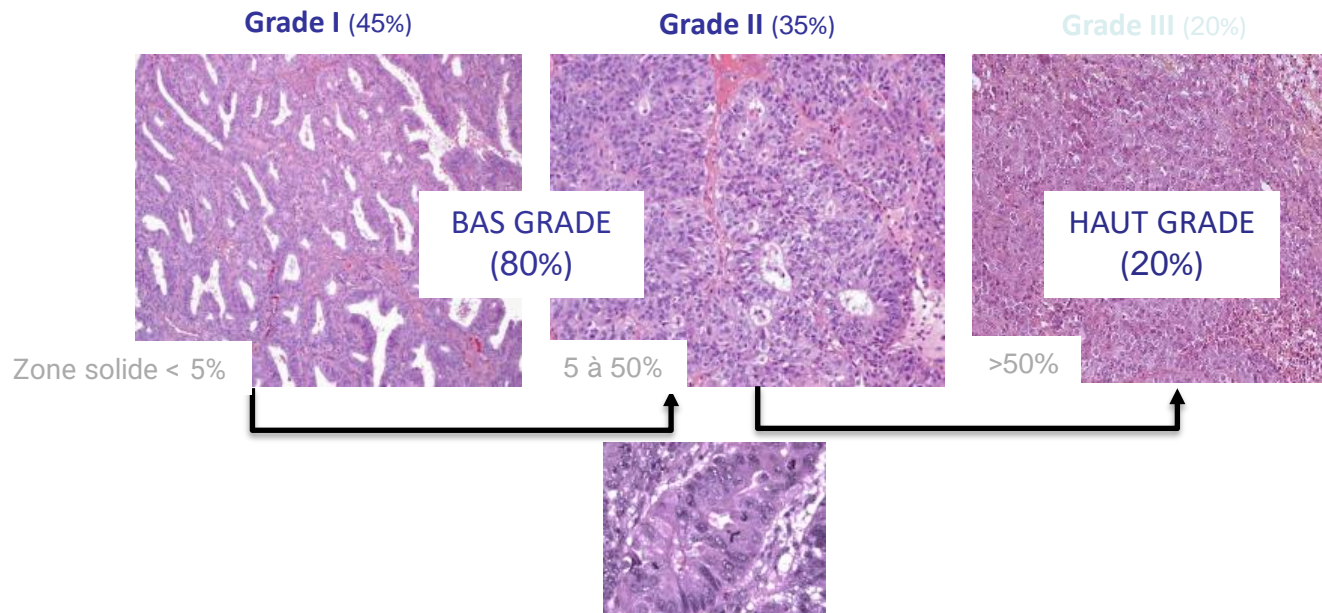 Grade I (45%)
Grade II (35%)
Grade III (20%)
BAS GRADE
(80%)
HAUT GRADE
(20%)
Zone solide < 5%
5 à 50%
>50%